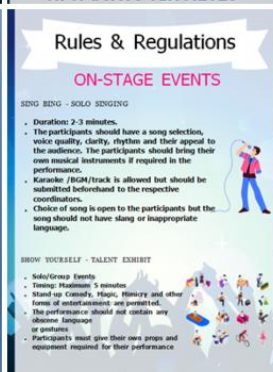 Rules & Regulations
ON-STAGE EVENTS
SING BING - SOLO SINGING
. Duration: 2-3 minutes.
. The participants should have a song selection,
voice quality, clarity, rhythm and their appeal to
the audience. The participants should bring their
own musical instruments if required in the
performance.
. Karaoke /BGM/track is allowed but should be
submitted beforehand to the respective
coordinators.
. Choice of song is open to the participants but the
song should not have slang or inappropriate
language.
SHOW YOURSELF - TALENT EXHIBIT
. Solo/Group Events
. Timing: Maximum 5 minutes
. Stand-up Comedy, Magic, Mimicry and other
forms of entertainment are permitted.
. The performance should not contain any
obscene language
or gestures
. Participants must give their own props and
equipment required for their performance